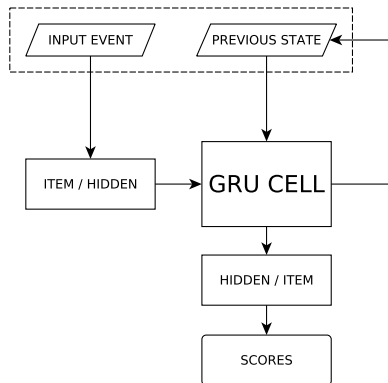 INPUT EVENT
PREVIOUS STATE
ITEM / HIDDEN
GRU CELL
HIDDEN / ITEM
SCORES